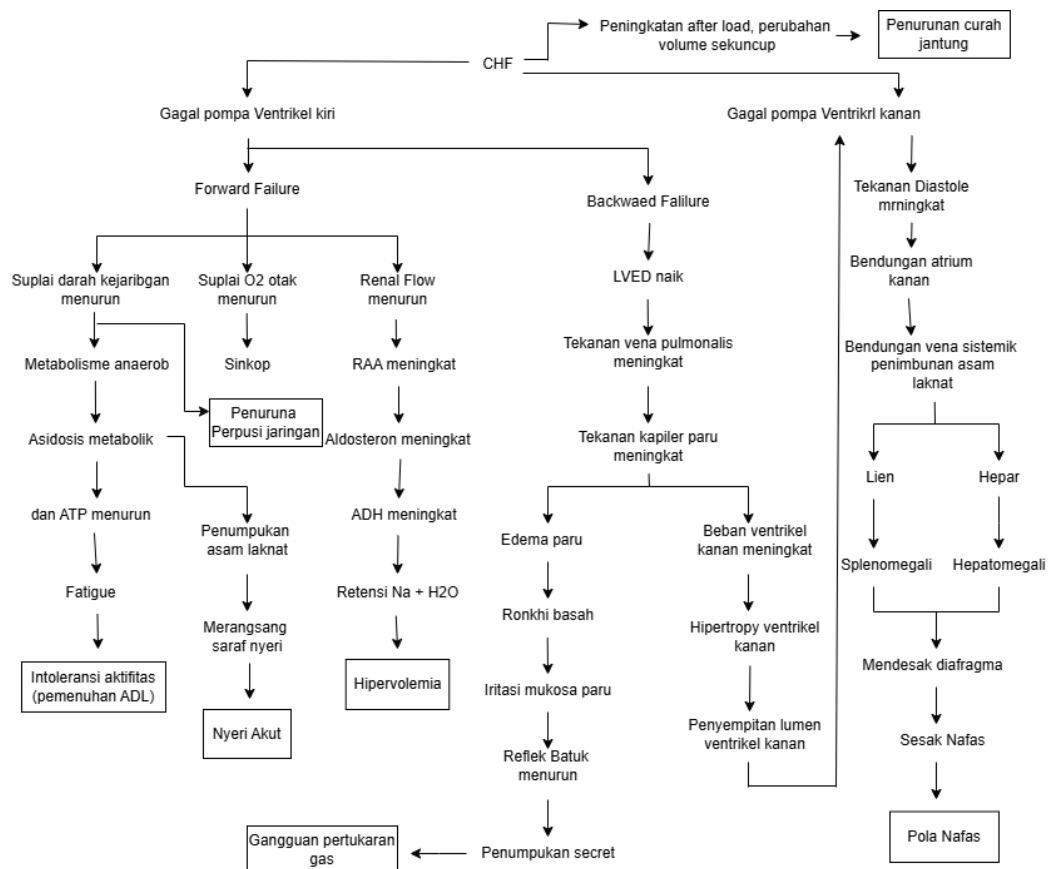 Peningkatan after load, perubahan
volume sekuncup
Penurunan curah
jantung
CHF
Gagal pompa Ventrikel kiri
Gagal pompa Ventrikrl kanan
Forward Failure
Backwaed Falilure
Tekanan Diastole
mrningkat
Suplai darah kejaribgan
menurun
Suplai O2 otak
menurun
Renal Flow
menurun
LVED naik
Bendungan atrium
kanan
Metabolisme anaerob
Sinkop
RAA meningkat
Tekanan vena pulmonalis
meningkat
Bendungan vena sistemik
penimbunan asam
laknat
Penuruna
Perpusi jaringan
Asidosis metabolik
Aldosteron meningkat
Tekanan kapiler paru
meningkat
Lien
Hepar
dan ATP menurun
Penumpukan
asam laknat
ADH meningkat
Edema paru
Beban ventrikel
kanan meningkat
Splenomegali
Hepatomegali
Fatigue
Retensi Na + H2O
Ronkhi basah
Merangsang
saraf nyeri
Hipertropy ventrikel
kanan
Mendesak diafragma
Intoleransi aktifitas
(pemenuhan ADL)
Hipervolemia
Iritasi mukosa paru
Nyeri Akut
Penyempitan lumen
ventrikel kanan
Sesak Nafas
Reflek Batuk
menurun
Pola Nafas
Gangguan pertukaran
gas
Penumpukan secret